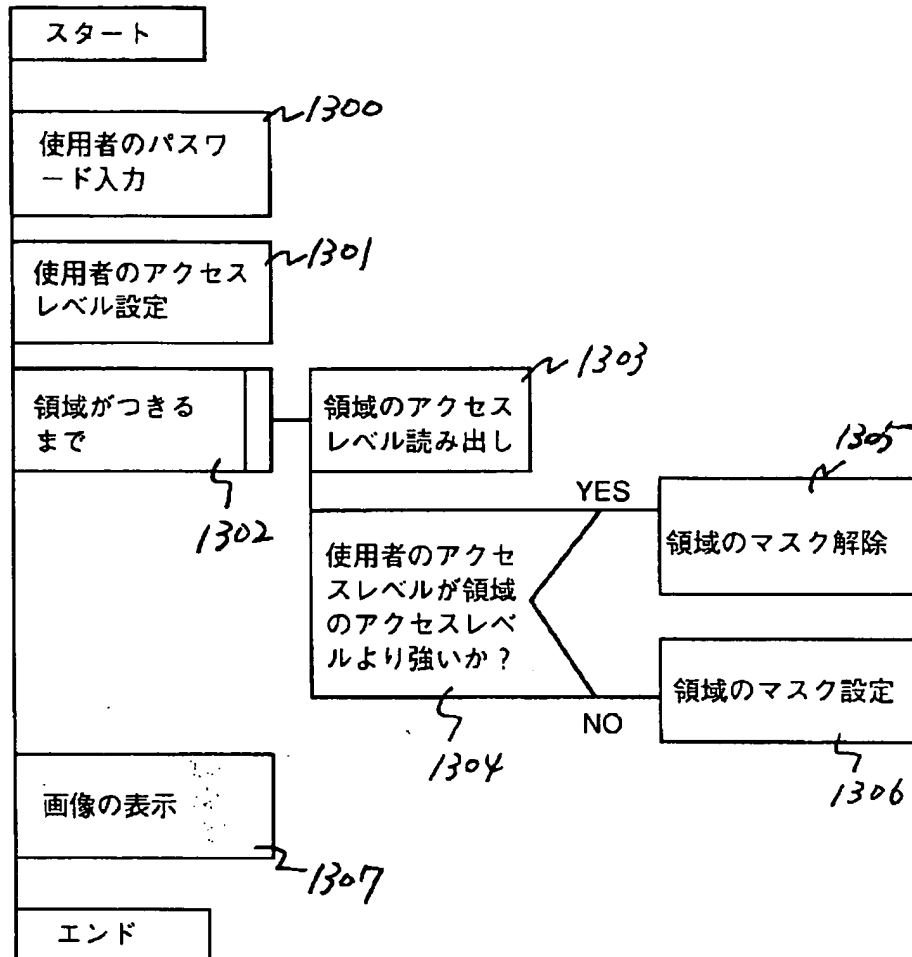 スタート
1300
使用者のパスワ
ード入力
1301
使用者のアクセス
レベル設定
領域がつきる
まで
1302
1303
領域のアクセス
レベル読み出し
YES
1305
領域のマスク解除
使用者のアクセ
スレベルが領域
のアクセスレベ
ルより強いか？
1304
NO
領域のマスク設定
1306
画像の表示
1307
エンド